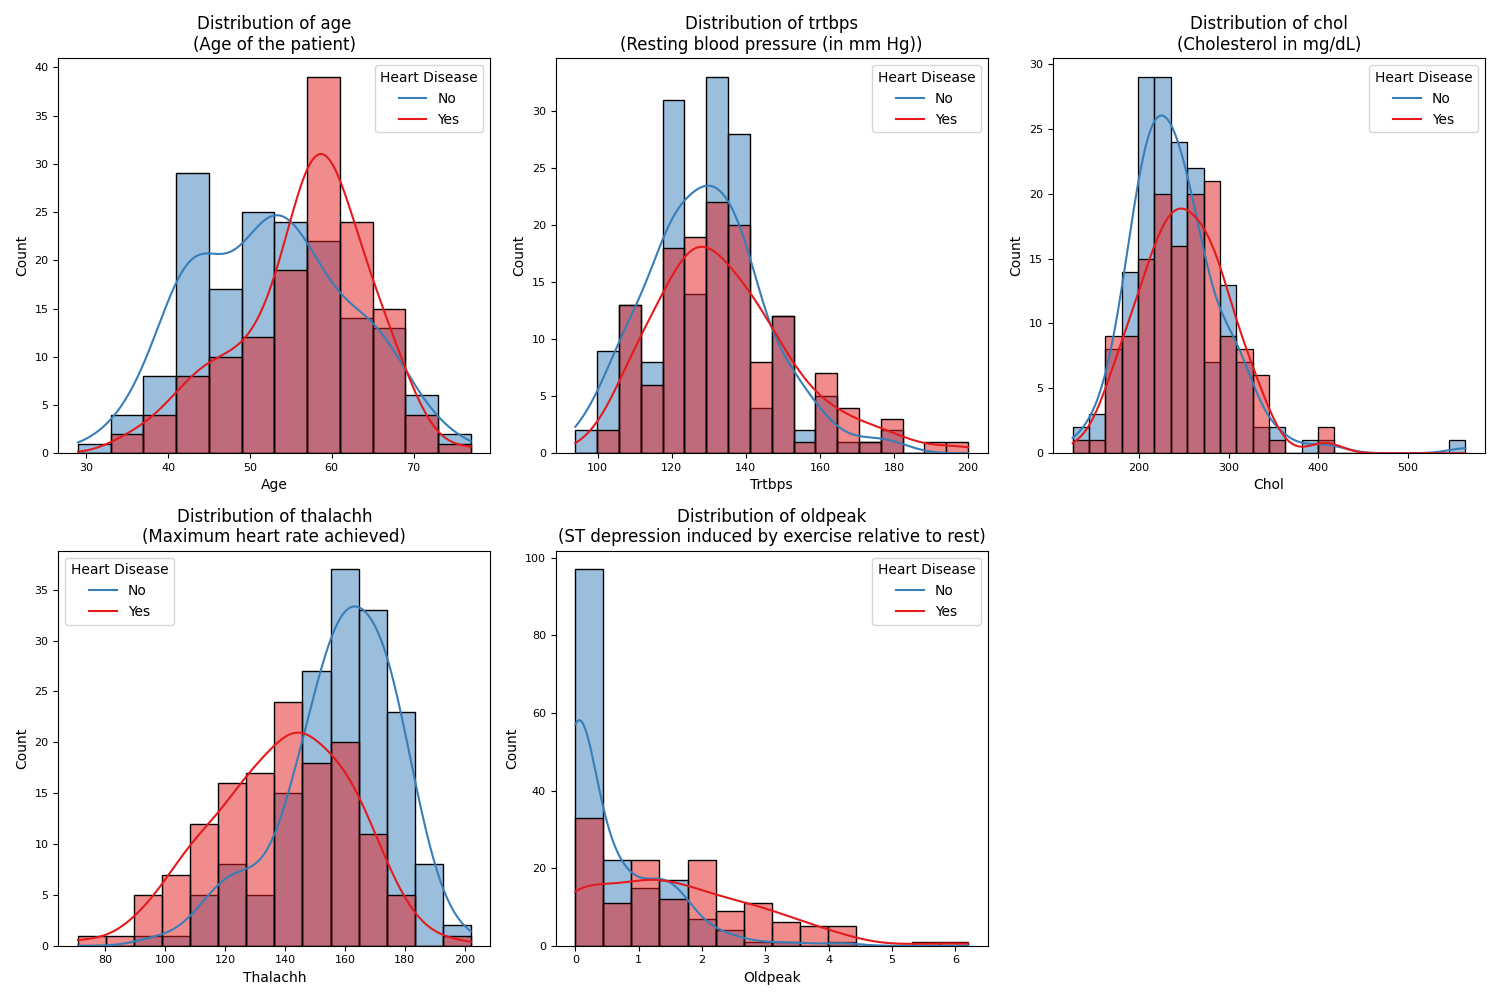 Distribution of age
(Age of the patient)
Heart Disease
No
Yes
40
35
30
25
20
15
10
5
0
Count
30 40 50 60 70
Age
Distribution of trtbps
(Resting blood pressure (in mm Hg))
Heart Disease
No
Yes
30
25
20
15
10
5
0
Count
100 120 140 160 180 200
Trtbps
Distribution of chol
(Cholesterol in mg/dL)
Heart Disease
No
Yes
30
25
20
15
10
5
0
Count
200 300 400 500
Chol
Distribution of thalachh
(Maximum heart rate achieved)
Heart Disease
No
Yes
35
30
25
20
15
10
5
0
Count
80 100 120 140 160 180 200
Thalachh
Distribution of oldpeak
(ST depression induced by exercise relative to rest)
Heart Disease
No
Yes
100
80
60
40
20
0
Count
0 1 2 3 4 5 6
Oldpeak